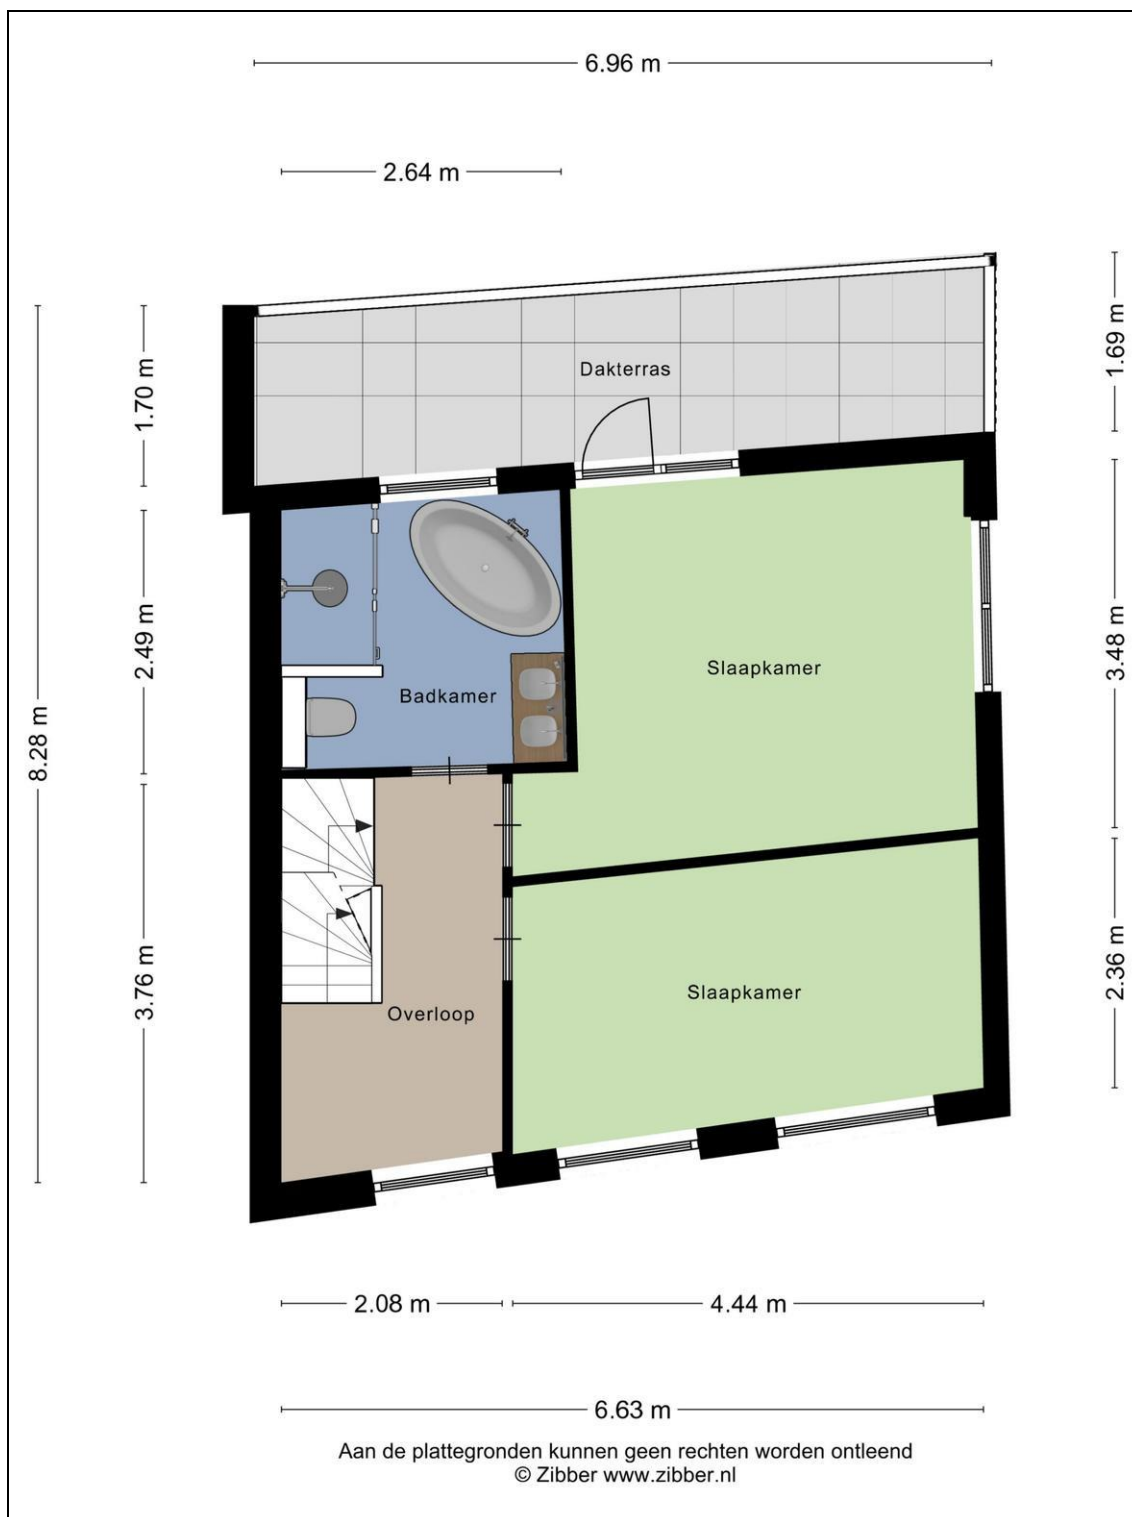 6.96 m
2.64 m
1.70 m
1.69 m
Dakterras
2.49 m
3.48 m
Slaapkamer
Badkamer
8.28 m
3.76 m
2.36 m
Slaapkamer
Overloop
2.08 m
4.44 m
6.63 m
Aan de plattegronden kunnen geen rechten worden ontleend
© Zibber www.zibber.nl